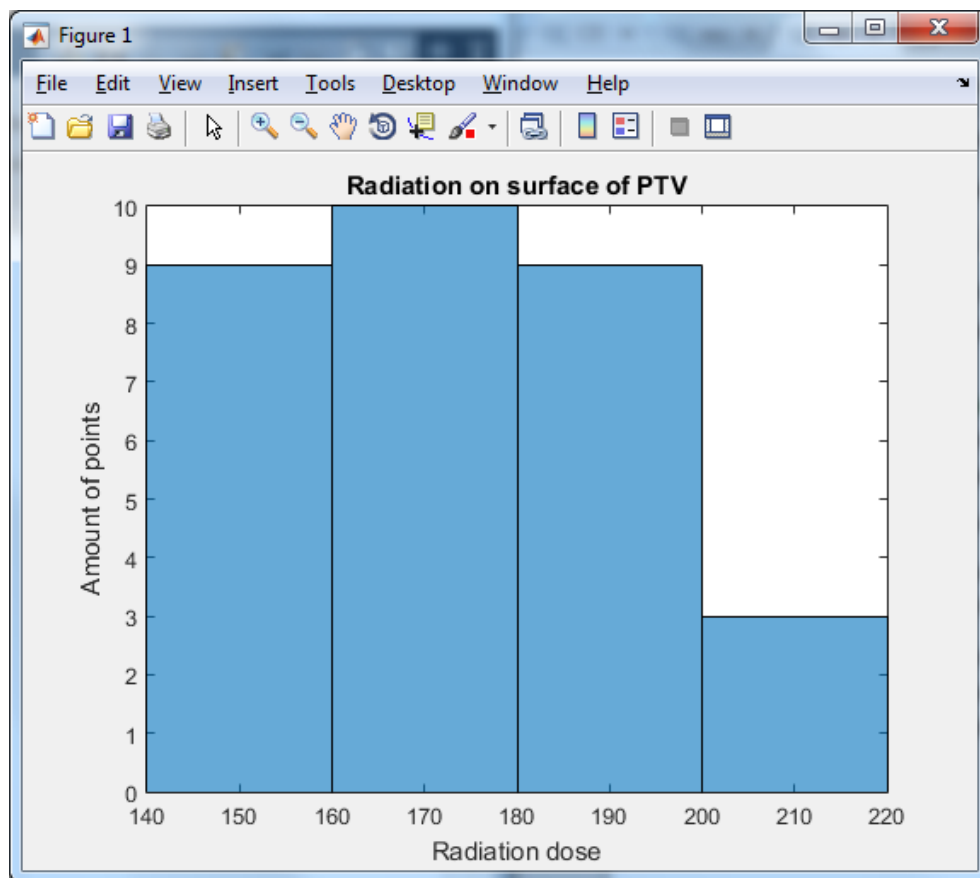 Figure 1
File Edit View Insert Tools Desktop Window Help
Radiation on surface of PTV
10
9
8
7
6
5
4
3
2
1
0
Amount of points
140 150 160 170 180 190 200 210 220
Radiation dose